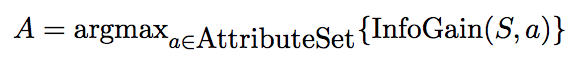 A = argmax_{a∈AttributeSet}{InfoGain(S, a)}